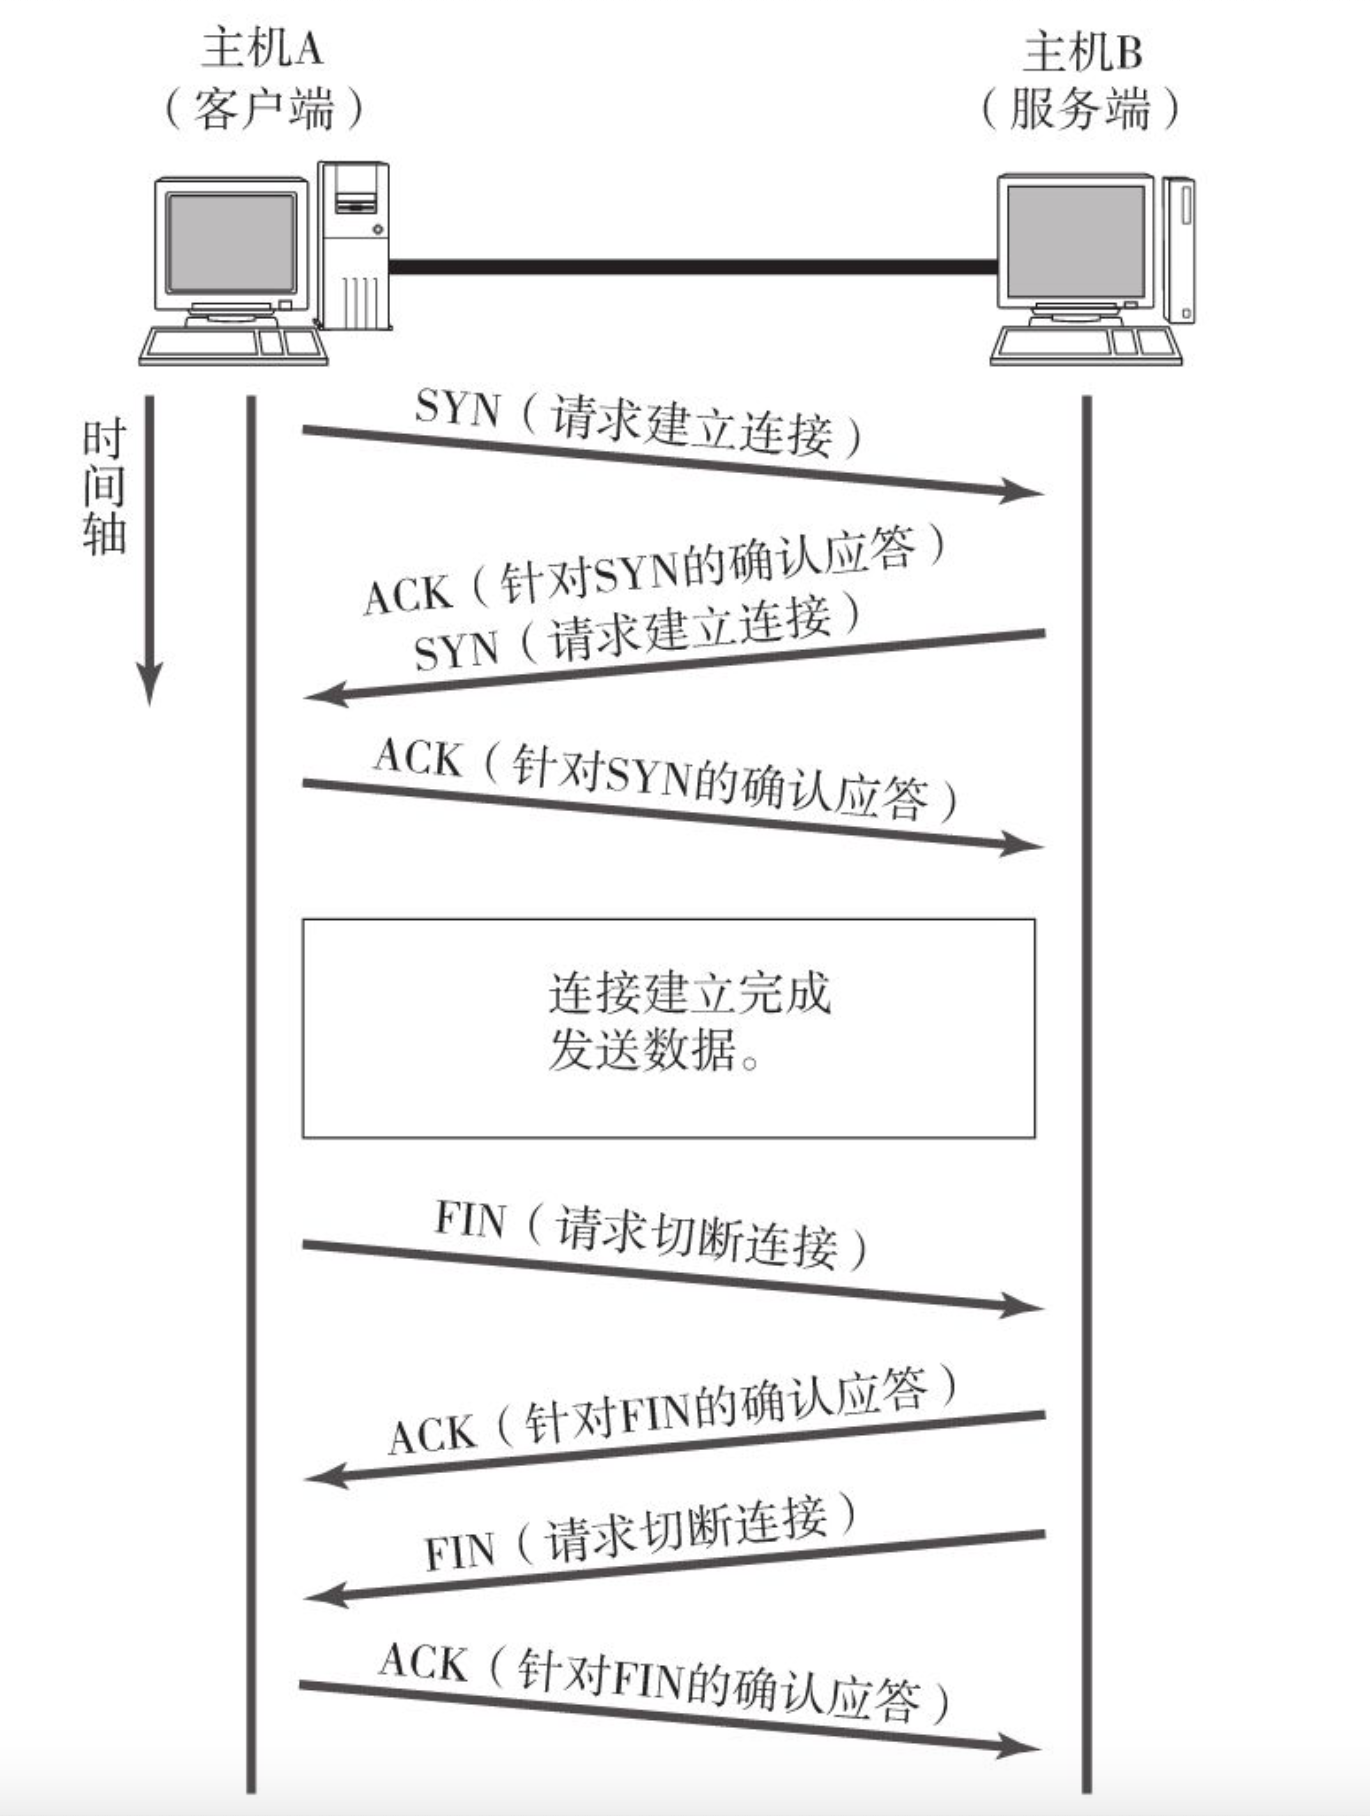 主机A
（客户端）
主机B
（服务端）
时间轴
SYN（请求建立连接）
ACK（针对SYN的确认应答）
SYN（请求建立连接）
ACK（针对SYN的确认应答）
连接建立完成
发送数据。
FIN（请求切断连接）
ACK（针对FIN的确认应答）
FIN（请求切断连接）
ACK（针对FIN的确认应答）